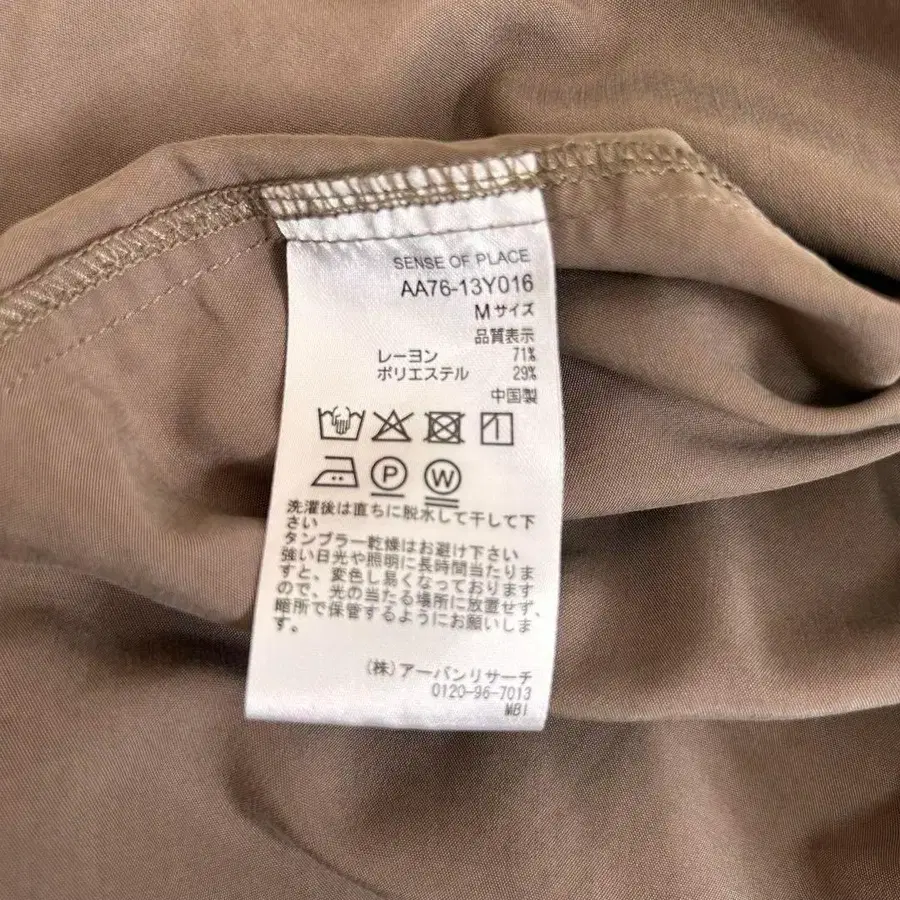 SENSE OF PLACE
AA76-13Y016
Mサイズ
品質表示
レーヨン 71%
ポリエステル 29%
中国製
P W
洗濯後は直ちに脱水して干して下
さい
タンブラー乾燥はお避け下さい
強い日光や照明に長時間当たりま
すと、変色し易くなっております
ので、光の当たる場所に放置せず、
暗所で保管するようにお願いしま
す。
(株)アーバンリサーチ
0120-96-7013
MBI